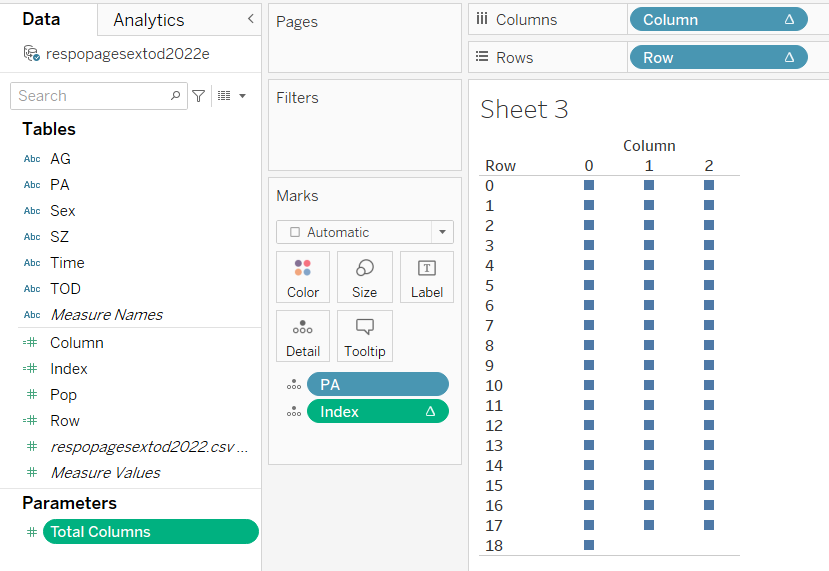 Data
Analytics
<
respopagesextod2022e
Search
Tables
Abc AG
Abc PA
Abc Sex
Abc SZ
Abc Time
Abc TOD
Abc Measure Names
=# Column
=# Index
# Pop
=# Row
# respopagesextod2022.csv ...
# Measure Values
Parameters
# Total Columns
Pages
Filters
Marks
Automatic
Color
Size
T
Label
Detail
Tooltip
PA
Index Δ
Columns
Column Δ
Rows
Row Δ
Sheet 3
Column
Row 0 1 2
0
1
2
3
4
5
6
7
8
9
10
11
12
13
14
15
16
17
18